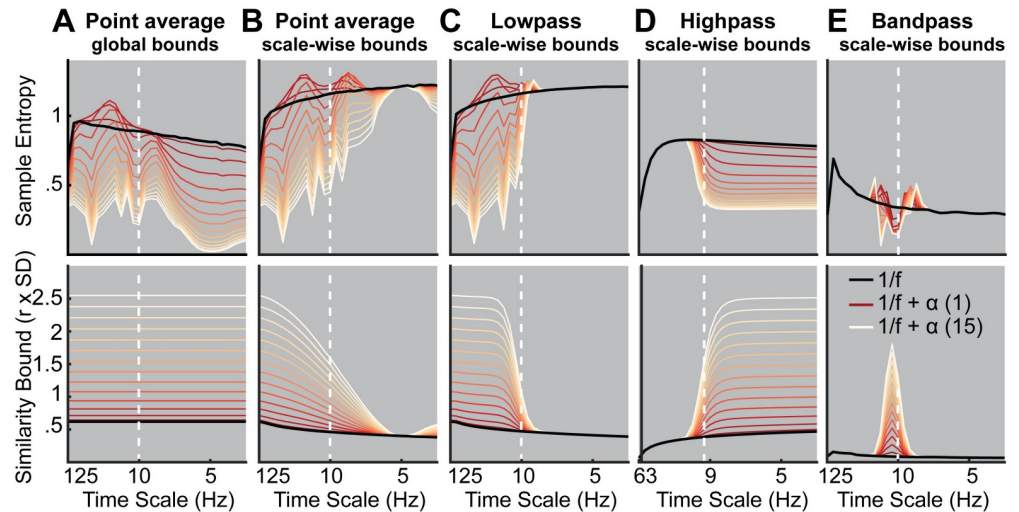 A Point average
global bounds
B Point average
scale-wise bounds
C Lowpass
scale-wise bounds
D Highpass
scale-wise bounds
E Bandpass
scale-wise bounds
Sample Entropy
1
.5
Similarity Bound (r x SD)
2.5
2
1.5
1
.5
1/f
1/f + α (1)
1/f + α (15)
125 10 5
Time Scale (Hz)
125 10 5
Time Scale (Hz)
125 10 5
Time Scale (Hz)
63 9 5
Time Scale (Hz)
125 10 5
Time Scale (Hz)